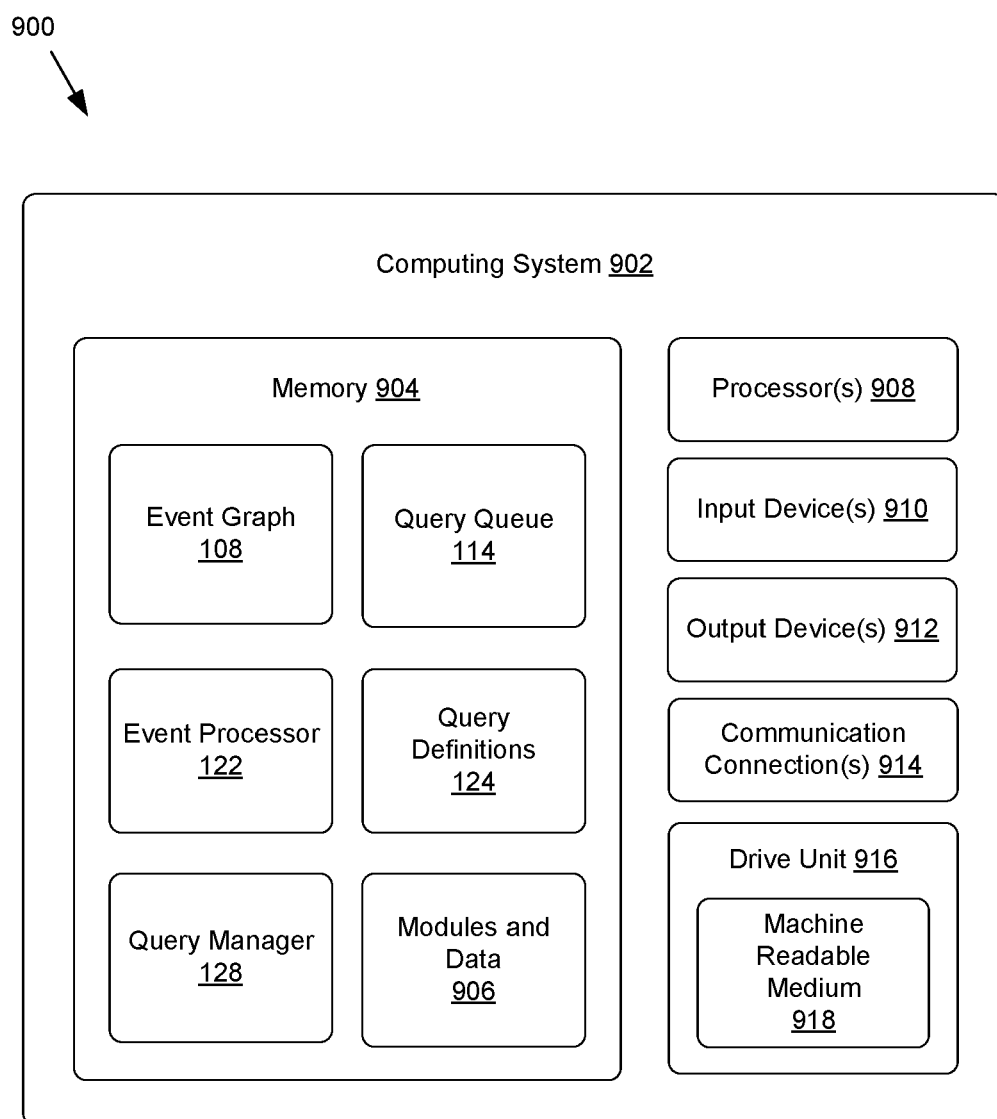 900
Computing System 902
Memory 904
Event Graph
108
Query Queue
114
Event Processor
122
Query
Definitions
124
Query Manager
128
Modules and
Data
906
Processor(s) 908
Input Device(s) 910
Output Device(s) 912
Communication
Connection(s) 914
Drive Unit 916
Machine
Readable
Medium
918